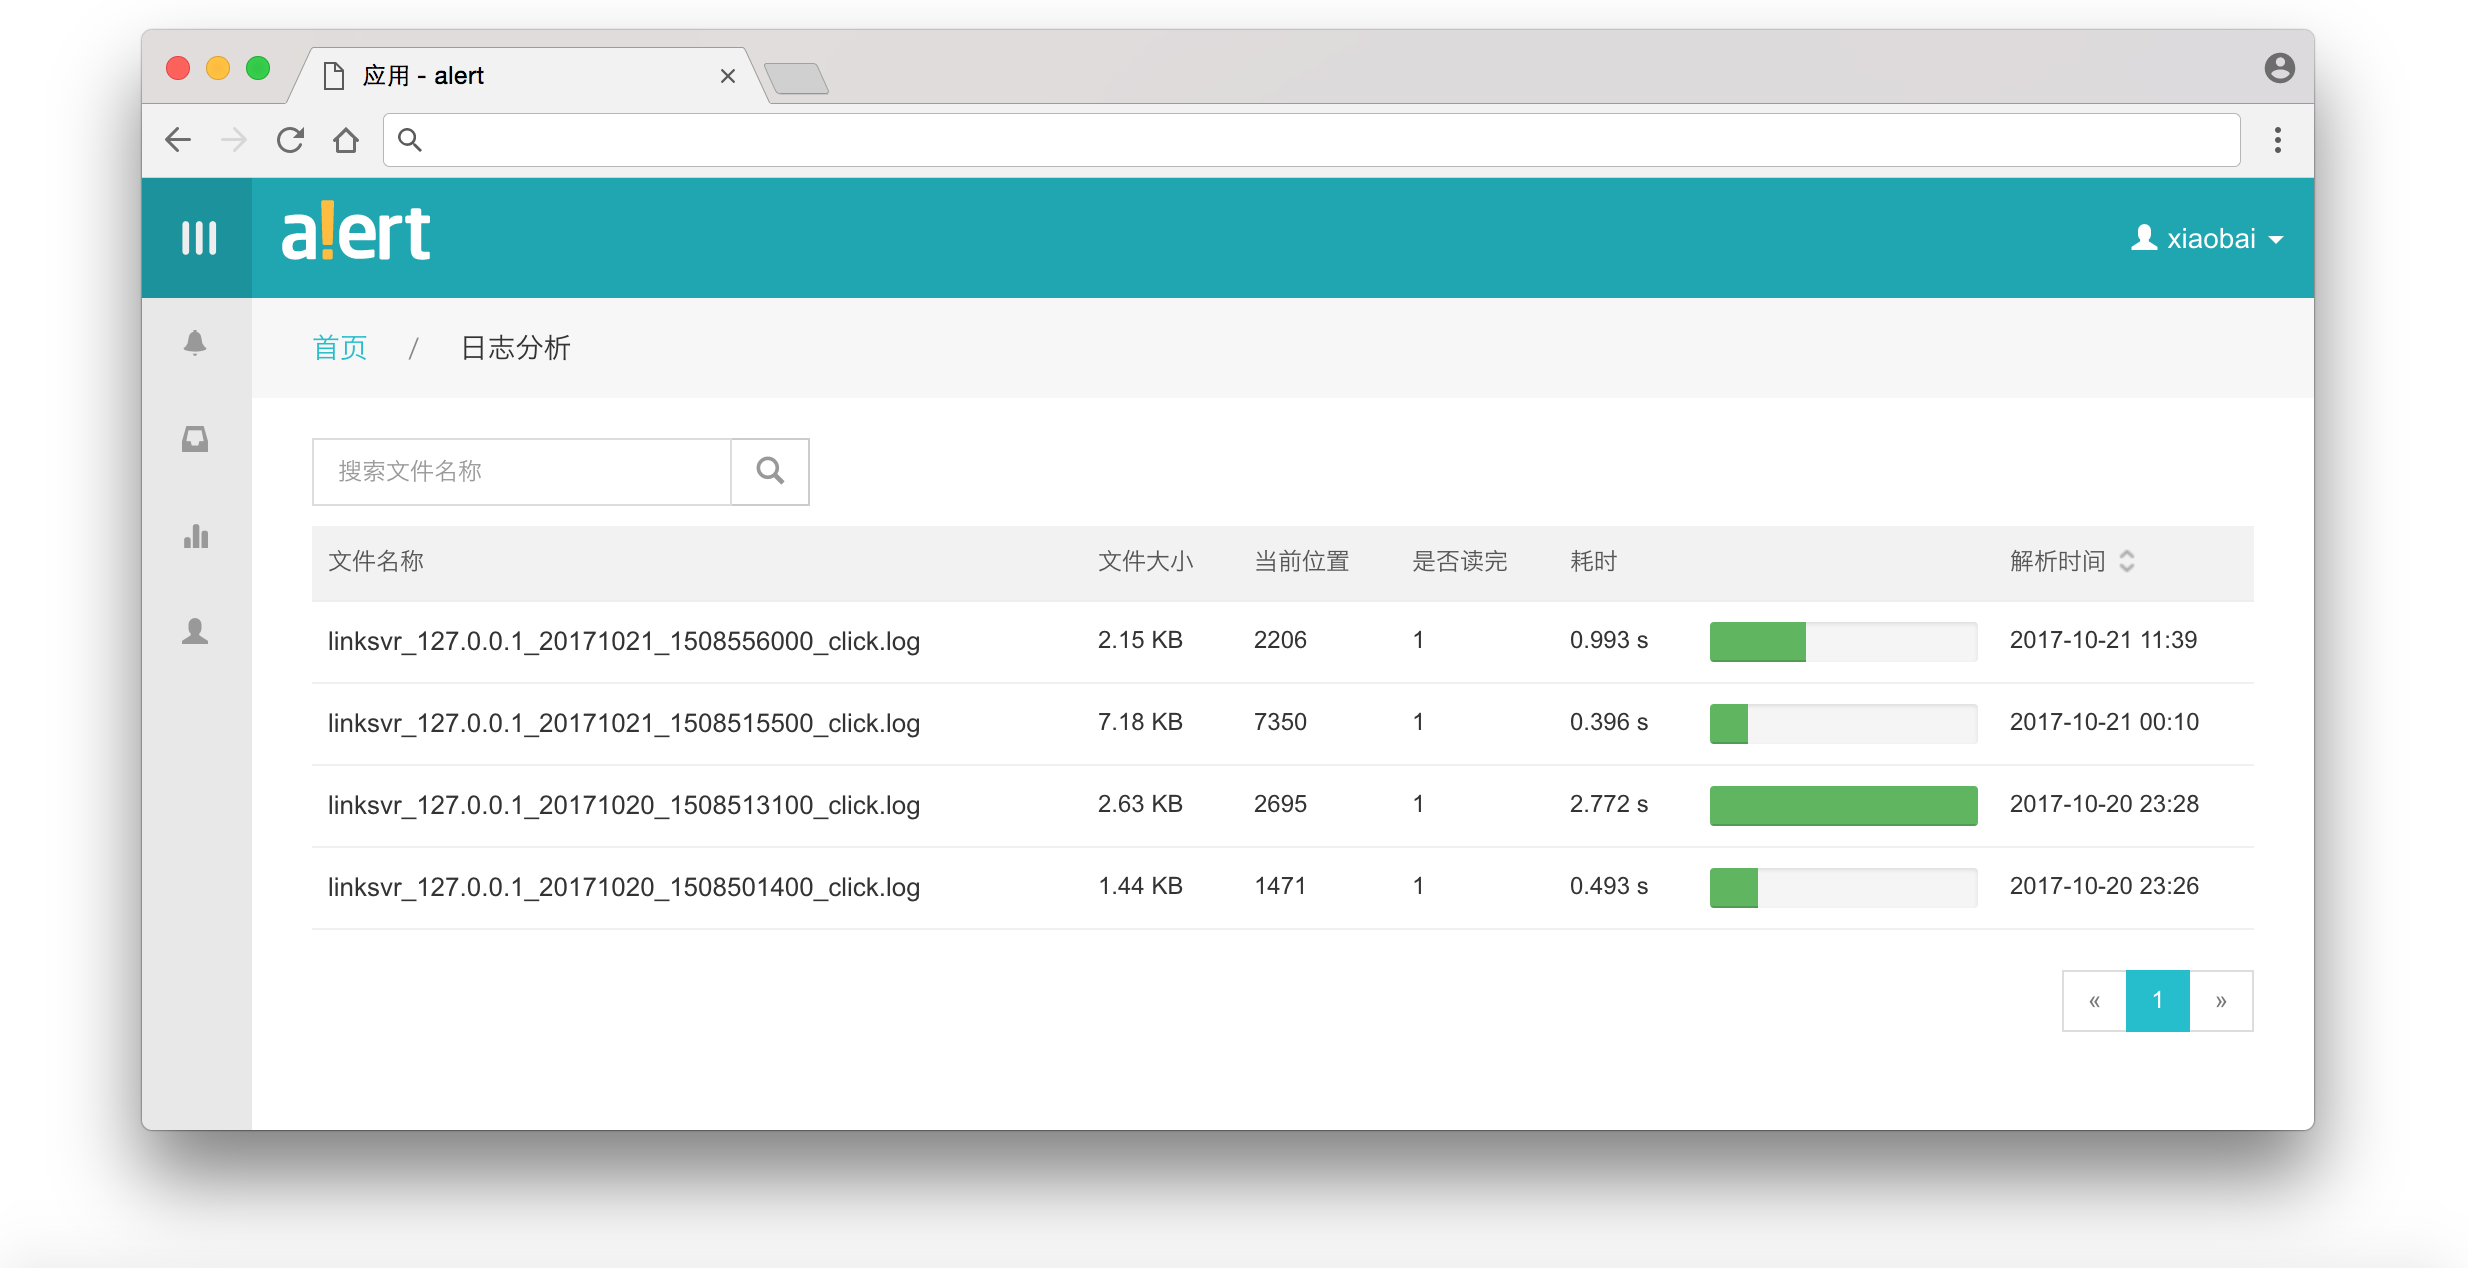 应用 - alert
a!ert
xiaobai
首页 / 日志分析
搜索文件名称
文件名称 文件大小 当前位置 是否读完 耗时 解析时间
linksvr_127.0.0.1_20171021_1508556000_click.log 2.15 KB 2206 1 0.993 s 2017-10-21 11:39
linksvr_127.0.0.1_20171021_1508515500_click.log 7.18 KB 7350 1 0.396 s 2017-10-21 00:10
linksvr_127.0.0.1_20171020_1508513100_click.log 2.63 KB 2695 1 2.772 s 2017-10-20 23:28
linksvr_127.0.0.1_20171020_1508501400_click.log 1.44 KB 1471 1 0.493 s 2017-10-20 23:26
« 1 »